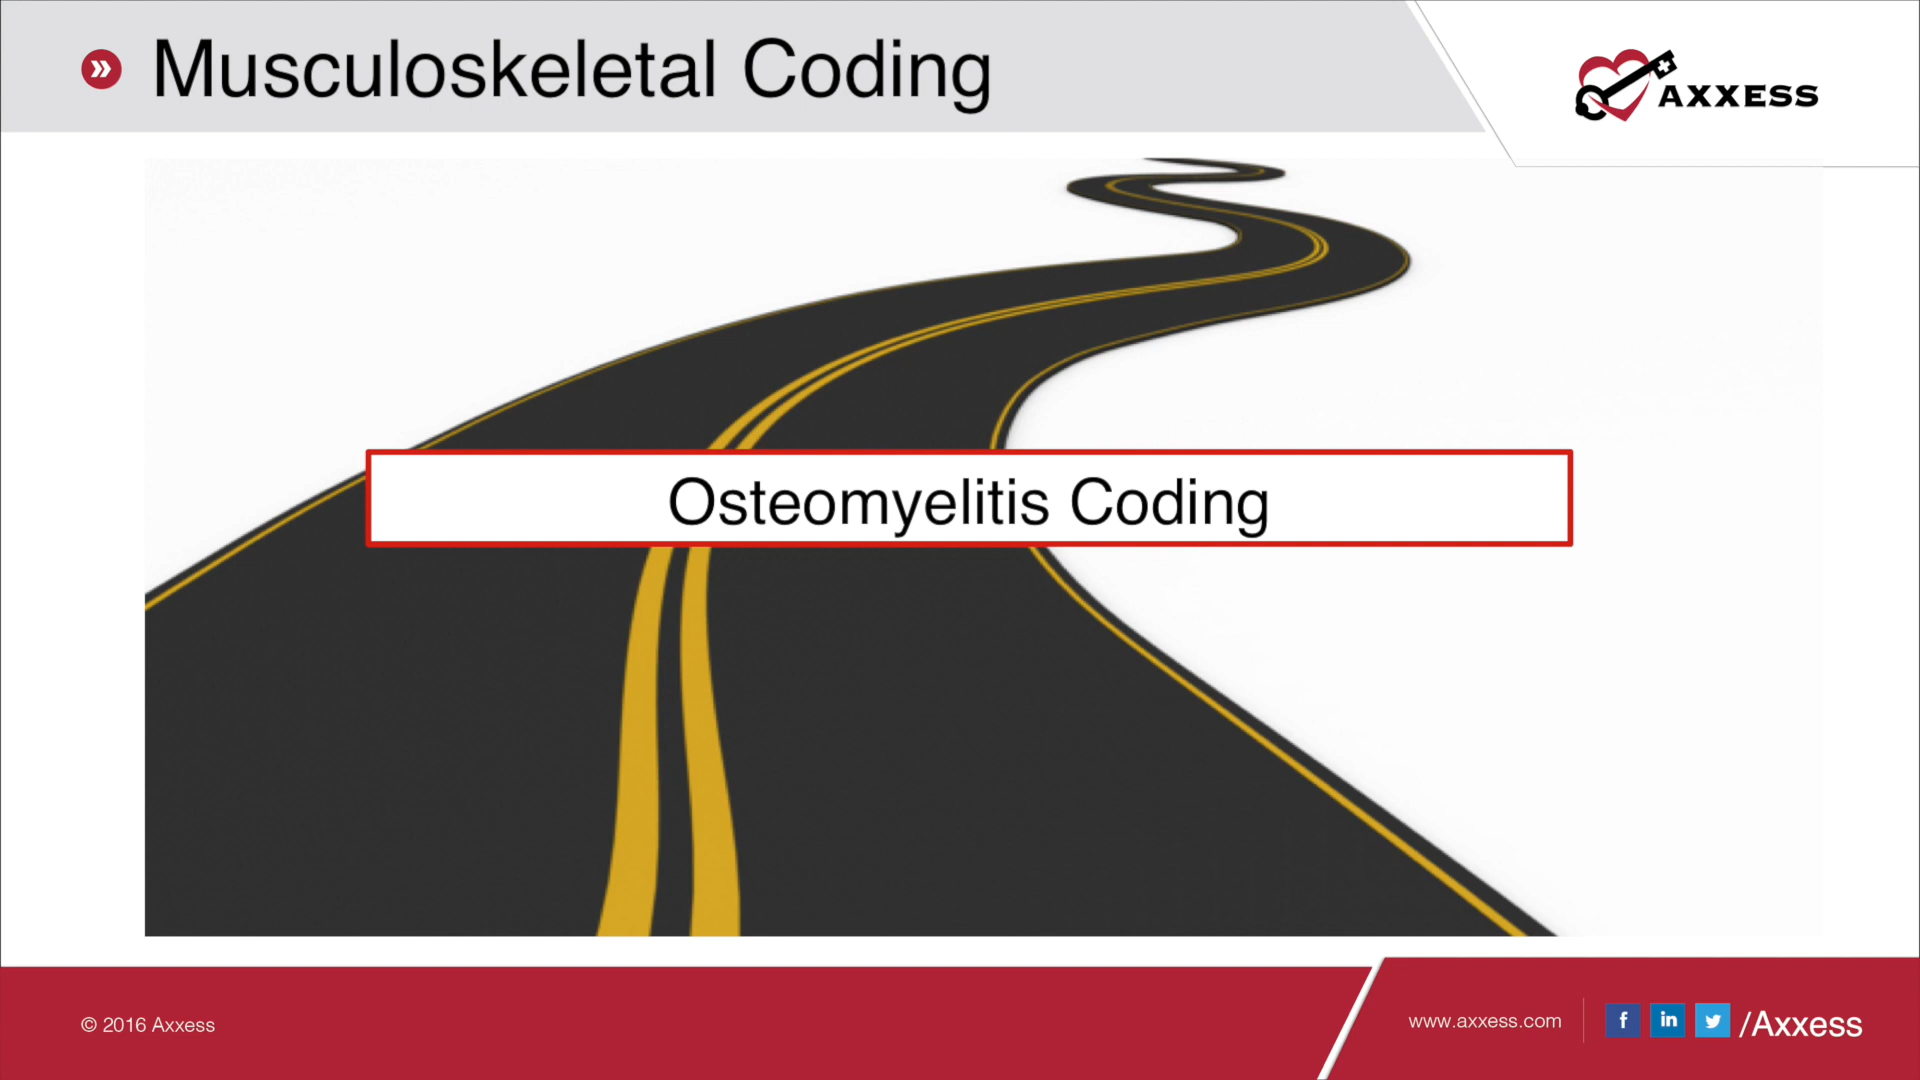 Musculoskeletal Coding
AXXESS
Osteomyelitis Coding
© 2016 Axxess
www.axxess.com
f in /Axxess